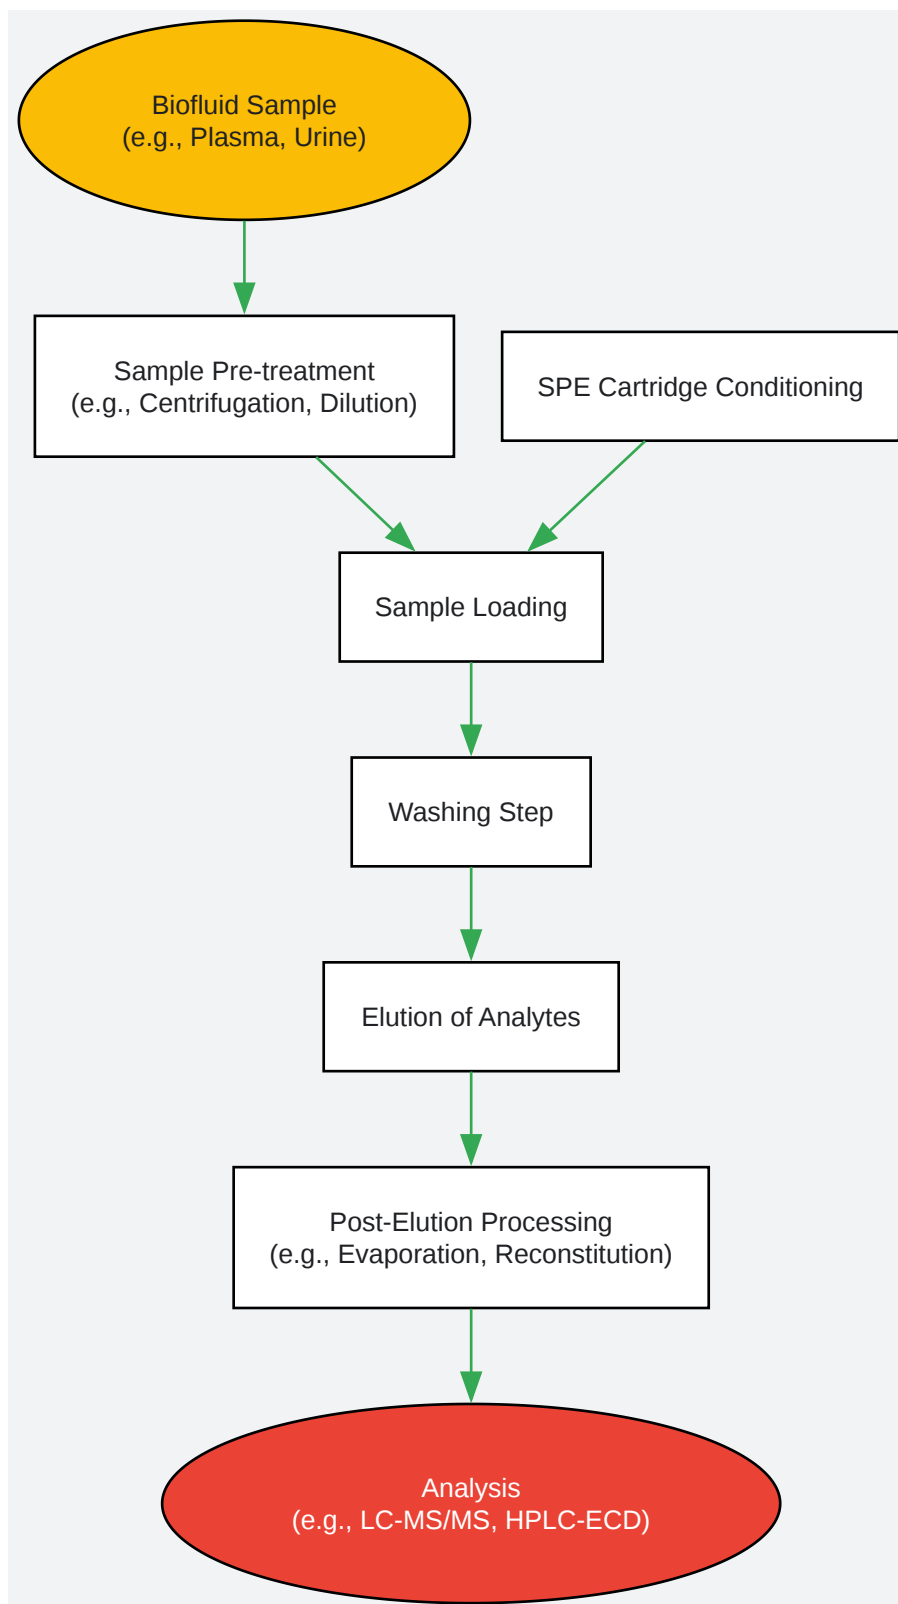 Biofluid Sample
(e.g., Plasma, Urine)
Sample Pre-treatment
(e.g., Centrifugation, Dilution)
SPE Cartridge Conditioning
Sample Loading
Washing Step
Elution of Analytes
Post-Elution Processing
(e.g., Evaporation, Reconstitution)
Analysis
(e.g., LC-MS/MS, HPLC-ECD)